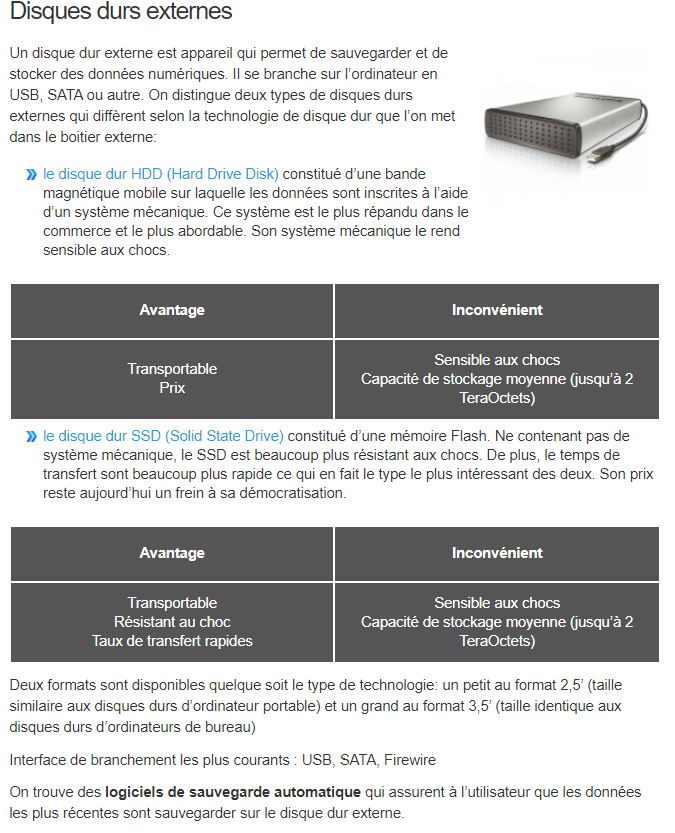 Disques durs externes
Un disque dur externe est appareil qui permet de sauvegarder et de
stocker des données numériques. Il se branche sur l'ordinateur en
USB, SATA ou autre. On distingue deux types de disques durs
externes qui diffèrent selon la technologie de disque dur que l'on met
dans le boitier externe:
le disque dur HDD (Hard Drive Disk) constitué d'une bande
magnétique mobile sur laquelle les données sont inscrites à l'aide
d'un système mécanique. Ce système est le plus répandu dans le
commerce et le plus abordable. Son système mécanique le rend
sensible aux chocs.
Avantage
Inconvénient
Transportable
Prix
Sensible aux chocs
Capacité de stockage moyenne (jusqu'à 2
TeraOctets)
le disque dur SSD (Solid State Drive) constitué d'une mémoire Flash. Ne contenant pas de
système mécanique, le SSD est beaucoup plus résistant aux chocs. De plus, le temps de
transfert sont beaucoup plus rapide ce qui en fait le type le plus intéressant des deux. Son prix
reste aujourd'hui un frein à sa démocratisation.
Avantage
Inconvénient
Transportable
Résistant au choc
Taux de transfert rapides
Sensible aux chocs
Capacité de stockage moyenne (jusqu'à 2
TeraOctets)
Deux formats sont disponibles quelque soit le type de technologie: un petit au format 2,5' (taille
similaire aux disques durs d'ordinateur portable) et un grand au format 3,5' (taille identique aux
disques durs d'ordinateurs de bureau)
Interface de branchement les plus courants : USB, SATA, Firewire
On trouve des logiciels de sauvegarde automatique qui assurent à l'utilisateur que les données
les plus récentes sont sauvegarder sur le disque dur externe.